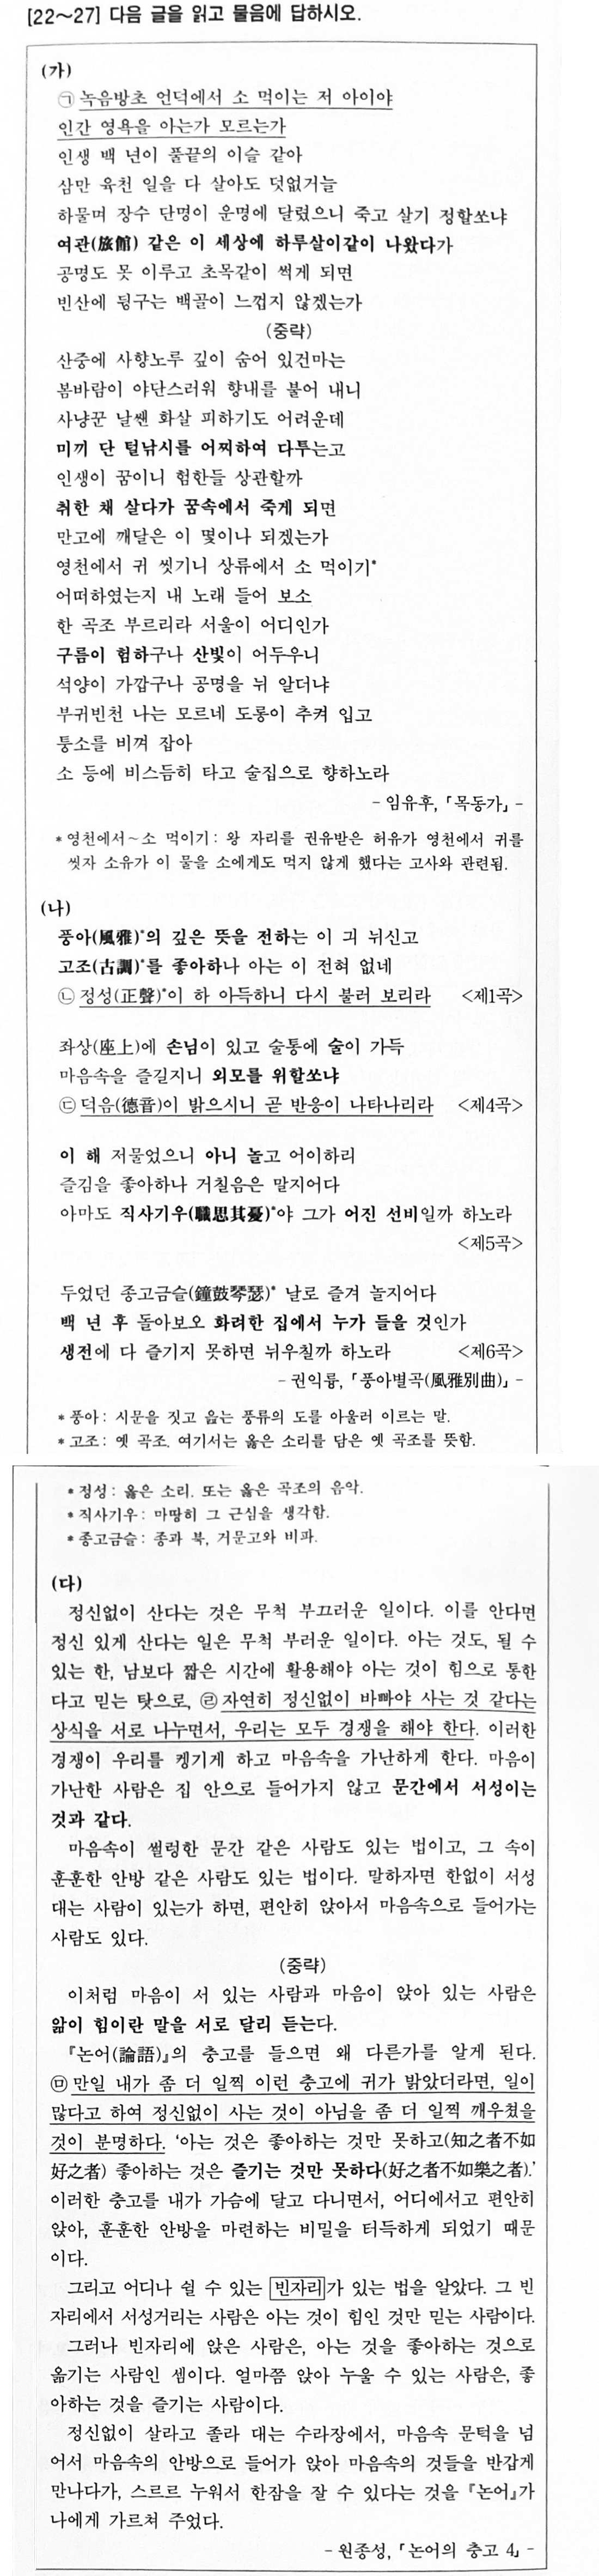 [22～27] 다음 글을 읽고 물음에 답하시오.
(가)
㉠ 녹음방초 언덕에서 소 먹이는 저 아이야
인간 영욕을 아는가 모르는가
인생 백 년이 풀끝의 이슬 같아
삼만 육천 일을 다 살아도 덧없거늘
하물며 장수 단명이 운명에 달렸으니 죽고 살기 정할쏘냐
여관(旅館) 같은 이 세상에 하루살이같이 나왔다가
공명도 못 이루고 초목같이 썩게 되면
빈산에 뒹구는 백골이 느껍지 않겠는가
(중략)
산중에 사향노루 깊이 숨어 있건마는
봄바람이 야단스러워 향내를 불어 내니
사냥꾼 날쌘 화살 피하기도 어려운데
미끼 단 털낚시를 어찌하여 다투는고
인생이 꿈이니 험한들 상관할까
취한 채 살다가 꿈속에서 죽게 되면
만고에 깨달은 이 몇이나 되겠는가
영천에서 귀 씻기니 상류에서 소 먹이기*
어떠하였는지 내 노래 들어 보소
한 곡조 부르리라 서울이 어디인가
구름이 험하구나 산빛이 어두우니
석양이 가깝구나 공명을 뉘 알더냐
부귀빈천 나는 모르네 도롱이 추켜 입고
퉁소를 비껴 잡아
소 등에 비스듬히 타고 술집으로 향하노라
- 임유후, 「목동가」 -
* 영천에서～소 먹이기: 왕 자리를 권유받은 허유가 영천에서 귀를
씻자 소유가 이 물을 소에게도 먹지 않게 했다는 고사와 관련됨.
(나)
풍아(風雅)*의 깊은 뜻을 전하는 이 긔 뉘신고
고조(古調)*를 좋아하나 아는 이 전혀 없네
㉡ 정성(正聲)*이 하 아득하니 다시 불러 보리라 <제1곡>
좌상(座上)에 손님이 있고 술통에 술이 가득
마음속을 즐길지니 외모를 위할쏘냐
㉢ 덕음(德音)이 밝으시니 곧 반응이 나타나리라 <제4곡>
이 해 저물었으니 아니 놀고 어이하리
즐김을 좋아하나 거칠음은 말지어다
아마도 직사기우(職思其憂)*야 그가 어진 선비일까 하노라
<제5곡>
두었던 종고금슬(鐘鼓琴瑟)* 날로 즐겨 놀지어다
백 년 후 돌아보오 화려한 집에서 누가 들을 것인가
생전에 다 즐기지 못하면 뉘우칠까 하노라 <제6곡>
- 권익륭, 「풍아별곡(風雅別曲)」 -
* 풍아: 시문을 짓고 읊는 풍류의 도를 아울러 이르는 말.
* 고조: 옛 곡조. 여기서는 옳은 소리를 담은 옛 곡조를 뜻함.
* 정성: 옳은 소리. 또는 옳은 곡조의 음악.
* 직사기우: 마땅히 그 근심을 생각함.
* 종고금슬: 종과 북, 거문고와 비파.
(다)
정신없이 산다는 것은 무척 부끄러운 일이다. 이를 안다면
정신 있게 산다는 일은 무척 부러운 일이다. 아는 것도, 될 수
있는 한, 남보다 짧은 시간에 활용해야 아는 것이 힘으로 통한
다고 믿는 탓으로, ㉣ 자연히 정신없이 바빠야 사는 것 같다는
상식을 서로 나누면서, 우리는 모두 경쟁을 해야 한다. 이러한
경쟁이 우리를 켕기게 하고 마음속을 가난하게 한다. 마음이
가난한 사람은 집 안으로 들어가지 않고 문간에서 서성이는
것과 같다.
마음속이 썰렁한 문간 같은 사람도 있는 법이고, 그 속이
훈훈한 안방 같은 사람도 있는 법이다. 말하자면 한없이 서성
대는 사람이 있는가 하면, 편안히 앉아서 마음속으로 들어가는
사람도 있다.
(중략)
이처럼 마음이 서 있는 사람과 마음이 앉아 있는 사람은
앎이 힘이란 말을 서로 달리 듣는다.
『논어(論語)』의 충고를 들으면 왜 다른가를 알게 된다.
㉤ 만일 내가 좀 더 일찍 이런 충고에 귀가 밝았더라면, 일이
많다고 하여 정신없이 사는 것이 아님을 좀 더 일찍 깨우쳤을
것이 분명하다. '아는 것은 좋아하는 것만 못하고(知之者不如
好之者) 좋아하는 것은 즐기는 것만 못하다(好之者不如樂之者).'
이러한 충고를 내가 가슴에 달고 다니면서, 어디에서고 편안히
앉아, 훈훈한 안방을 마련하는 비밀을 터득하게 되었기 때문
이다.
그리고 어디나 쉴 수 있는 빈자리가 있는 법을 알았다. 그 빈
자리에서 서성거리는 사람은 아는 것이 힘인 것만 믿는 사람이다.
그러나 빈자리에 앉은 사람은, 아는 것을 좋아하는 것으로
옮기는 사람인 셈이다. 얼마쯤 앉아 누울 수 있는 사람은, 좋
아하는 것을 즐기는 사람이다.
정신없이 살라고 졸라 대는 수라장에서, 마음속 문턱을 넘
어서 마음속의 안방으로 들어가 앉아 마음속의 것들을 반갑게
만나다가, 스르르 누워서 한잠을 잘 수 있다는 것을 『논어』가
나에게 가르쳐 주었다.
- 원종성, 「논어의 충고 4」 -